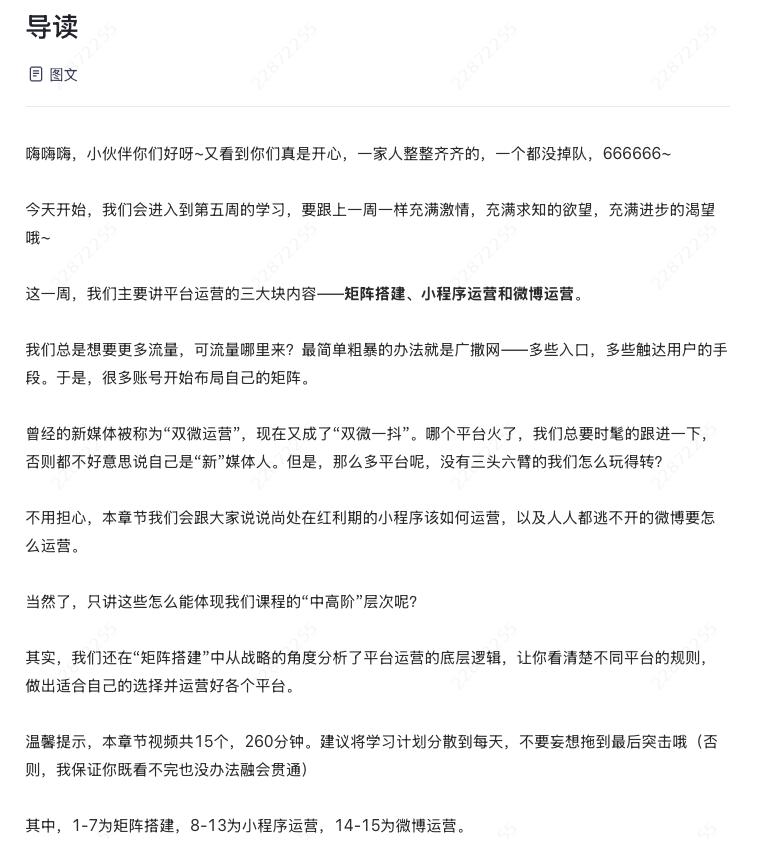 导读
图文
嗨嗨嗨，小伙伴你们好呀~又看到你们真是开心，一家人整整齐齐的，一个都没掉队，666666~
今天开始，我们会进入到第五周的学习，要跟上一周一样充满激情，充满求知的欲望，充满进步的渴望
哦~
这一周，我们主要讲平台运营的三大块内容——矩阵搭建、小程序运营和微博运营。
我们总是想要更多流量，可流量哪里来？最简单粗暴的办法就是广撒网——多些入口，多些触达用户的手
段。于是，很多账号开始布局自己的矩阵。
曾经的新媒体被称为“双微运营”，现在又成了“双微一抖”。哪个平台火了，我们总要时髦的跟进一下，
否则都不好意思说自己是“新”媒体人。但是，那么多平台呢，没有三头六臂的我们怎么玩得转？
不用担心，本章节我们会跟大家说说尚处在红利期的小程序该如何运营，以及人人都逃不开的微博要怎
么运营。
当然了，只讲这些怎么能体现我们课程的“中高阶”层次呢？
其实，我们还在“矩阵搭建”中从战略的角度分析了平台运营的底层逻辑，让你看清楚不同平台的规则，
做出适合自己的选择并运营好各个平台。
温馨提示，本章节视频共15个，260分钟。建议将学习计划分散到每天，不要妄想拖到最后突击哦（否
则，我保证你既看不完也没办法融会贯通）
其中，1-7为矩阵搭建，8-13为小程序运营，14-15为微博运营。
22872255